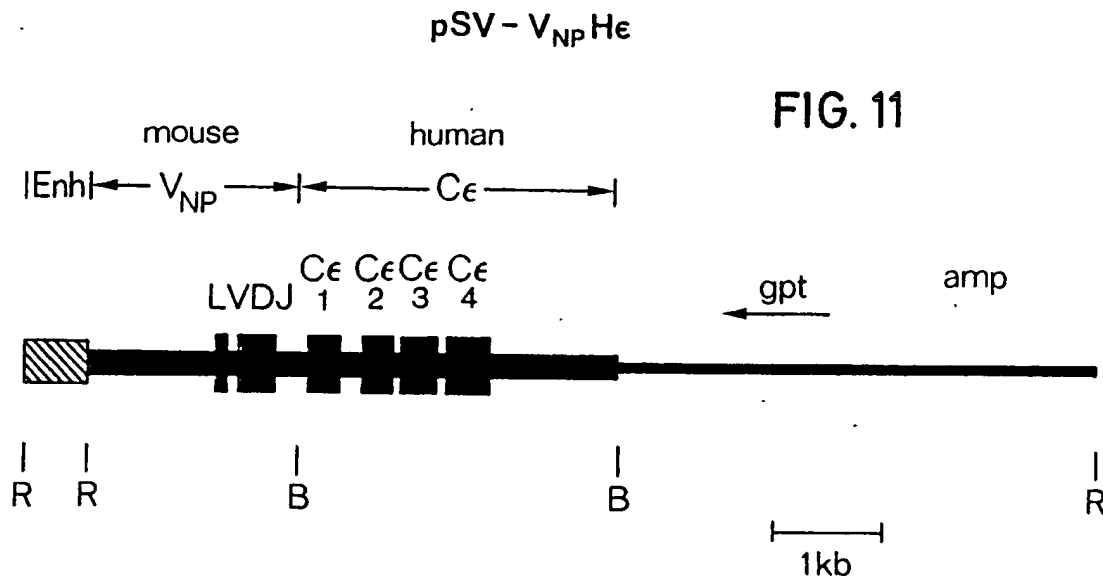 pSV - V_NP Hε
FIG. 11
mouse human
|Enh| V_NP Cε
LVDJ Cε 1 Cε 2 Cε 3 Cε 4 gpt amp
R R B B R
1kb